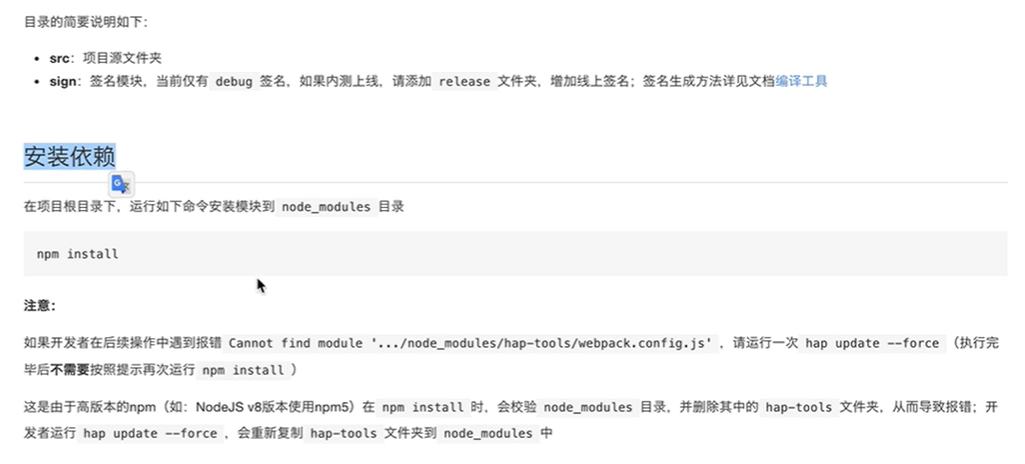 目录的简要说明如下：
• src：项目源文件夹
• sign：签名模块，当前仅有 debug 签名，如果内测上线，请添加 release 文件夹，增加线上签名；签名生成方法详见文档编译工具
安装依赖
在项目根目录下，运行如下命令安装模块到 node_modules 目录
npm install
注意：
如果开发者在后续操作中遇到报错 Cannot find module '.../node_modules/hap-tools/webpack.config.js' ，请运行一次 hap update --force （执行完
毕后不需要按照提示再次运行 npm install ）
这是由于高版本的npm（如：NodeJS v8版本使用npm5）在 npm install 时，会校验 node_modules 目录，并删除其中的 hap-tools 文件夹，从而导致报错；开
发者运行 hap update --force ，会重新复制 hap-tools 文件夹到 node_modules 中